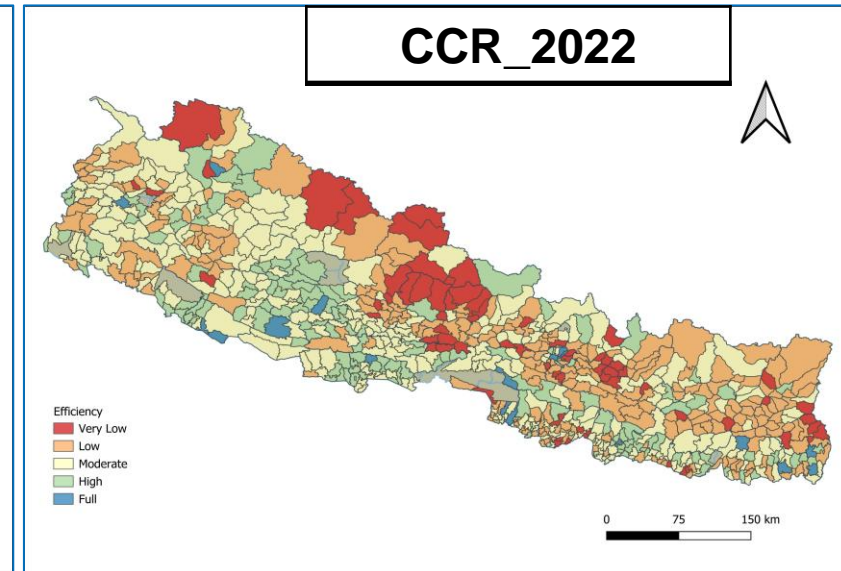 CCR_2022
Efficiency
Very Low
Low
Moderate
High
Full
0 75 150 km